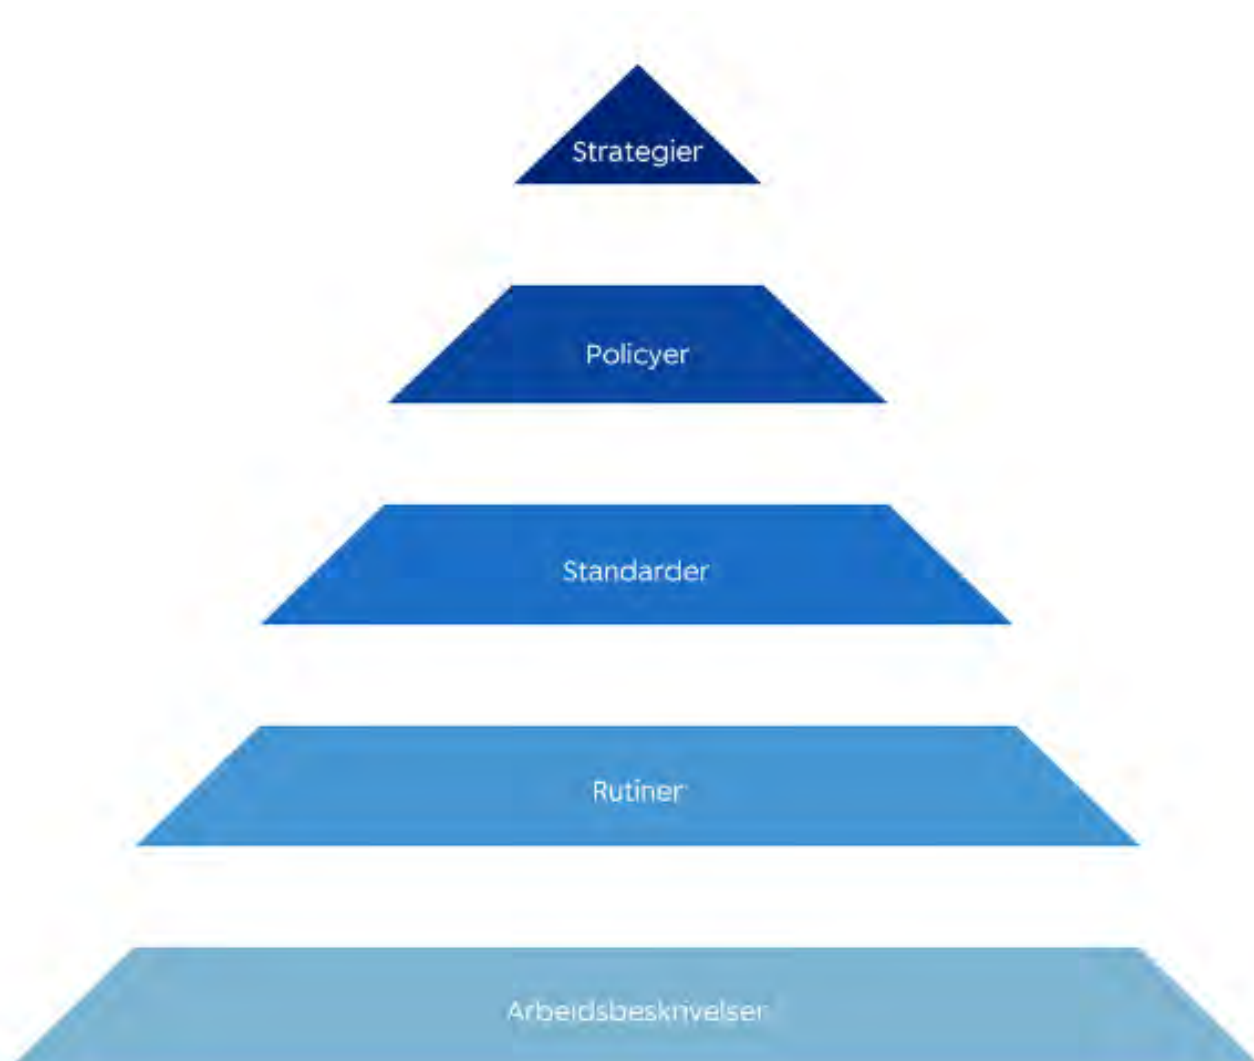 Strategier
Policyer
Standarder
Rutiner
Arbeidsbeskrivelser